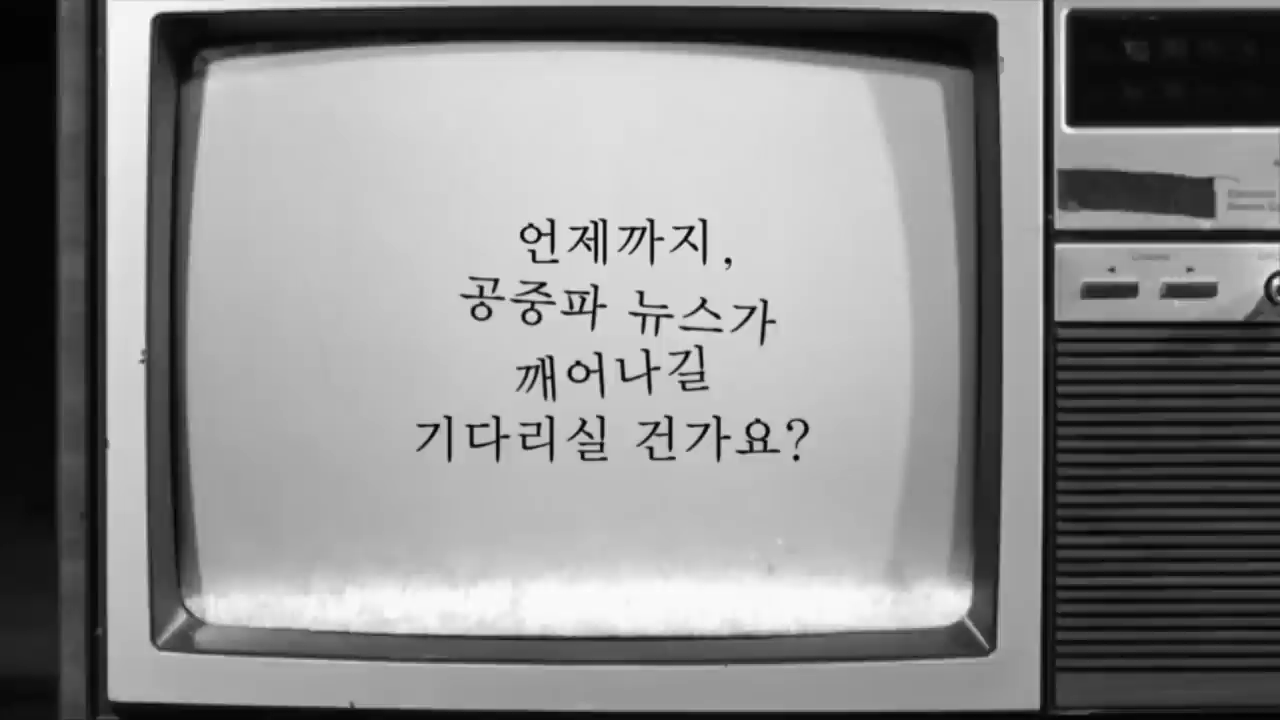 언제까지,
공중파 뉴스가
깨어나길
기다리실 건가요?